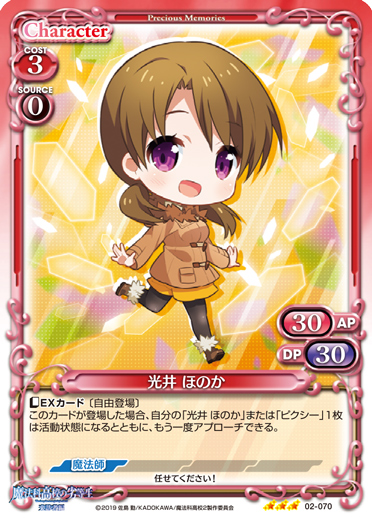 Precious Memories
Character
COST
3
SOURCE
0
30 AP
DP 30
光井 ほのか
EXカード〔自由登場〕
このカードが登場した場合、自分の「光井 ほのか」または「ピクシー」1枚
は活動状態になるとともに、もう一度アプローチできる。
魔法師
任せてください!
魔法科高校の劣等生
来訪者編
©2019 佐島 勤/KADOKAWA/魔法科高校2製作委員会
02-070